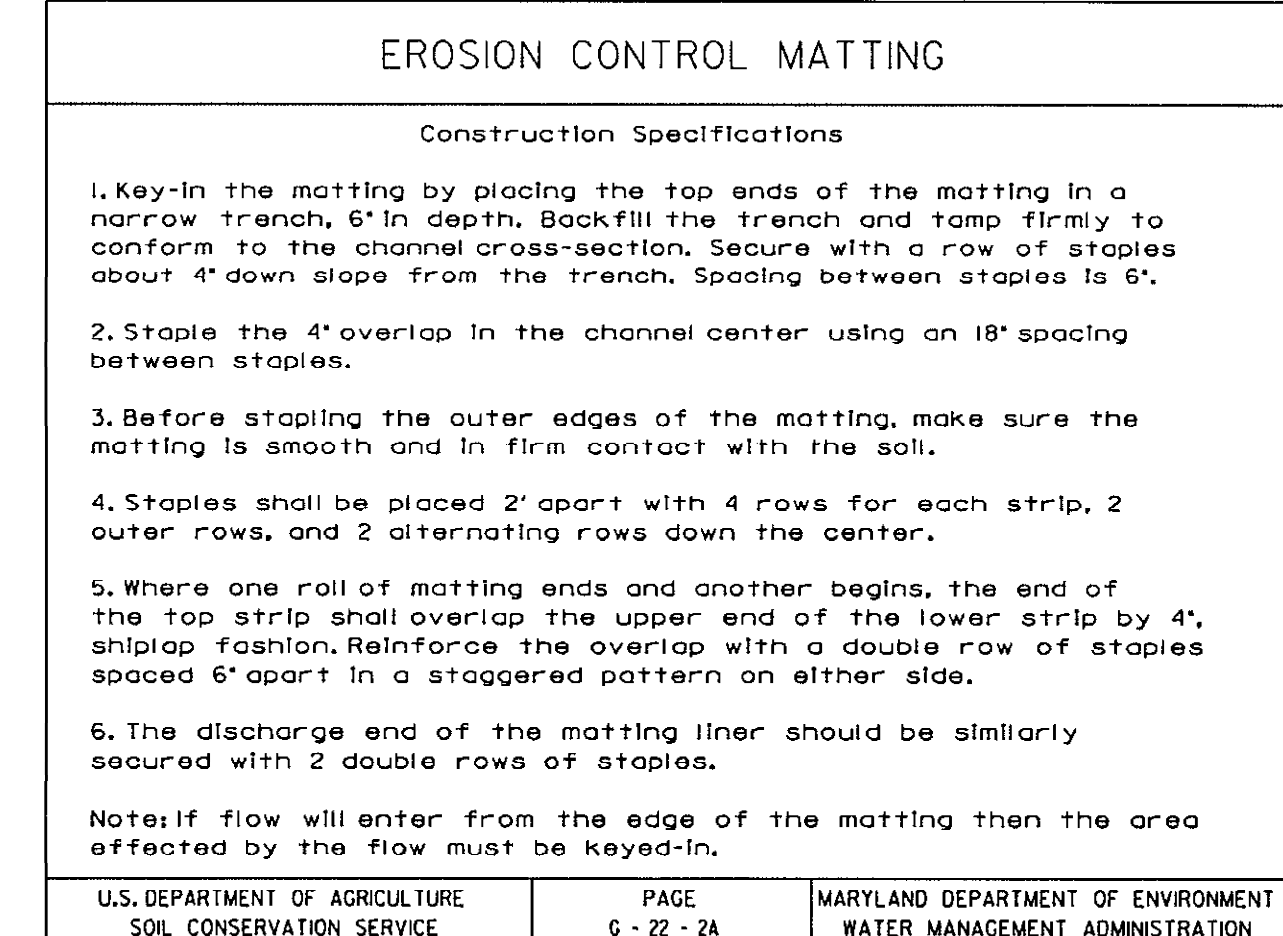 EROSION CONTROL MATTING
Construction Specifications
1. Key-in the matting by placing the top ends of the matting in a
narrow trench, 6" in depth. Backfill the trench and tamp firmly to
conform to the channel cross-section. Secure with a row of staples
about 4" down slope from the trench. Spacing between staples is 6".
2. Staple the 4" overlap in the channel center using an 18" spacing
between staples.
3. Before stapling the outer edges of the matting, make sure the
matting is smooth and in firm contact with the soil.
4. Staples shall be placed 2' apart with 4 rows for each strip, 2
outer rows, and 2 alternating rows down the center.
5. Where one roll of matting ends and another begins, the end of
the top strip shall overlap the upper end of the lower strip by 4",
shiplap fashion. Reinforce the overlap with a double row of staples
spaced 6" apart in a staggered pattern on either side.
6. The discharge end of the matting liner should be similarly
secured with 2 double rows of staples.
Note: If flow will enter from the edge of the matting then the area
effected by the flow must be keyed-in.
U.S. DEPARTMENT OF AGRICULTURE PAGE MARYLAND DEPARTMENT OF ENVIRONMENT
SOIL CONSERVATION SERVICE G - 22 - 2A WATER MANAGEMENT ADMINISTRATION